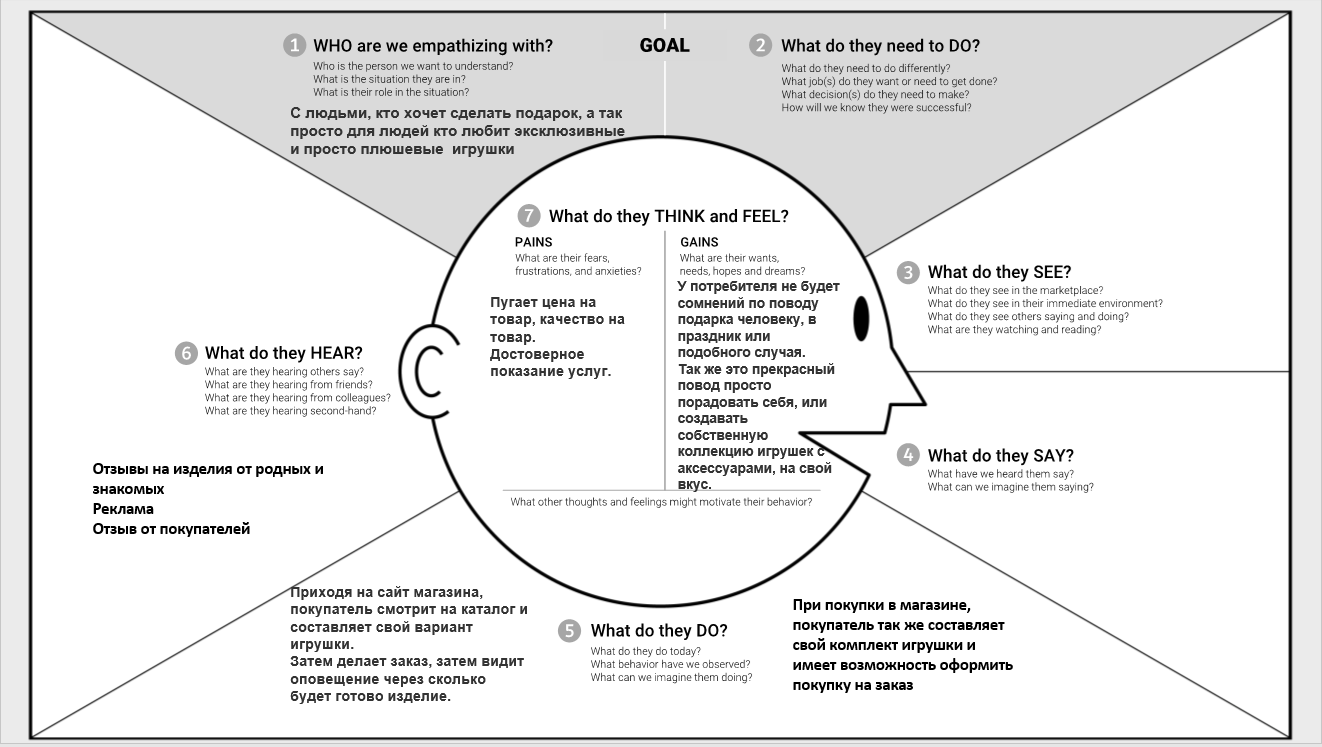 GOAL
1 WHO are we empathizing with?
Who is the person we want to understand?
What is the situation they are in?
What is their role in the situation?
С людьми, кто хочет сделать подарок, а так
просто для людей кто любит эксклюзивные
и просто плюшевые игрушки
2 What do they need to DO?
What do they need to do differently?
What job(s) do they want or need to get done?
What decision(s) do they need to make?
How will we know they were successful?
7 What do they THINK and FEEL?
PAINS
What are their fears,
frustrations, and anxieties?
Пугает цена на
товар, качество на
товар.
Достоверное
показание услуг.
GAINS
What are their wants,
needs, hopes and dreams?
У потребителя не будет
сомнений по поводу
подарка человеку, в
праздник или
подобного случая.
Так же это прекрасный
повод просто
порадовать себя, или
создавать
собственную
коллекцию игрушек с
аксессуарами, на свой
вкус.
What other thoughts and feelings might motivate their behavior?
3 What do they SEE?
What do they see in the marketplace?
What do they see in their immediate environment?
What do they see others saying and doing?
What are they watching and reading?
4 What do they SAY?
What have we heard them say?
What can we imagine them saying?
6 What do they HEAR?
What are they hearing others say?
What are they hearing from friends?
What are they hearing from colleagues?
What are they hearing second-hand?
Отзывы на изделия от родных и
знакомых
Реклама
Отзыв от покупателей
Приходя на сайт магазина,
покупатель смотрит на каталог и
составляет свой вариант
игрушки.
Затем делает заказ, затем видит
оповещение через сколько
будет готово изделие.
5 What do they DO?
What do they do today?
What behavior have we observed?
What can we imagine them doing?
При покупки в магазине,
покупатель так же составляет
свой комплект игрушки и
имеет возможность оформить
покупку на заказ